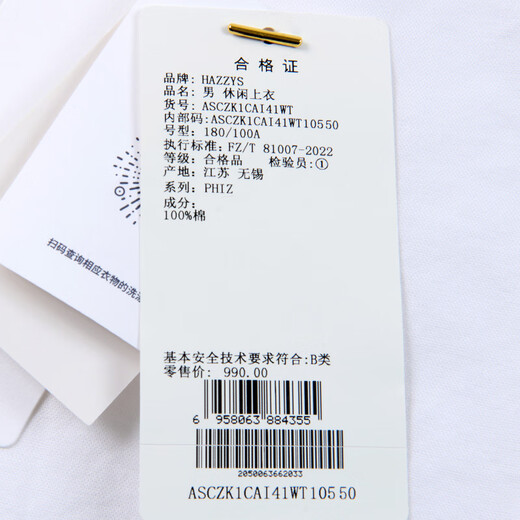 合格证
品牌: HAZZYS
品名: 男 休闲上衣
货号: ASCZK1CAI41WT
内部码: ASCZK1CAI41WT10550
号型: 180/100A
执行标准: FZ/T 81007-2022
等级: 合格品 检验员:①
产地: 江苏 无锡
系列: PHIZ
成分:
100%棉
基本安全技术要求符合:B类
零售价: 990.00
6 958063 884355
2050063662033
ASCZK1CAI41WT10550
扫码查询相应衣物的洗涤